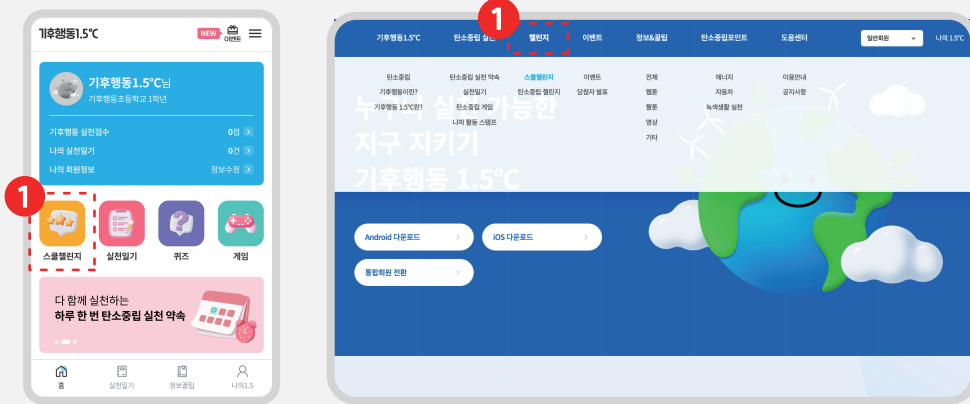 기후행동1.5℃
NEW
이벤트
기후행동1.5℃님
기후행동초등학교 1학년
기후행동 실천점수 0점
나의 실천일기 0건
나의 회원정보 정보수정
1
스쿨챌린지 실천일기 퀴즈 게임
다 함께 실천하는
하루 한 번 탄소중립 실천 약속
홈 실천일기 정보꿀팁 나의1.5
1
기후행동1.5℃ 탄소중립 실천 챌린지 이벤트 정보&꿀팁 탄소중립포인트 도움센터 일반회원 나의 1.5℃
탄소중립 탄소중립 실천 약속 스쿨챌린지 이벤트 전체 에너지 이용안내
기후행동이란? 실천일기 탄소중립 챌린지 당첨자 발표 웹툰 자동차 공지사항
기후행동 1.5℃란? 탄소중립 게임 짤툰 녹색생활 실천
나의 활동 스탬프 영상
기타
지구 지키기
기후행동 1.5℃
Android 다운로드 iOS 다운로드
통합회원 전환